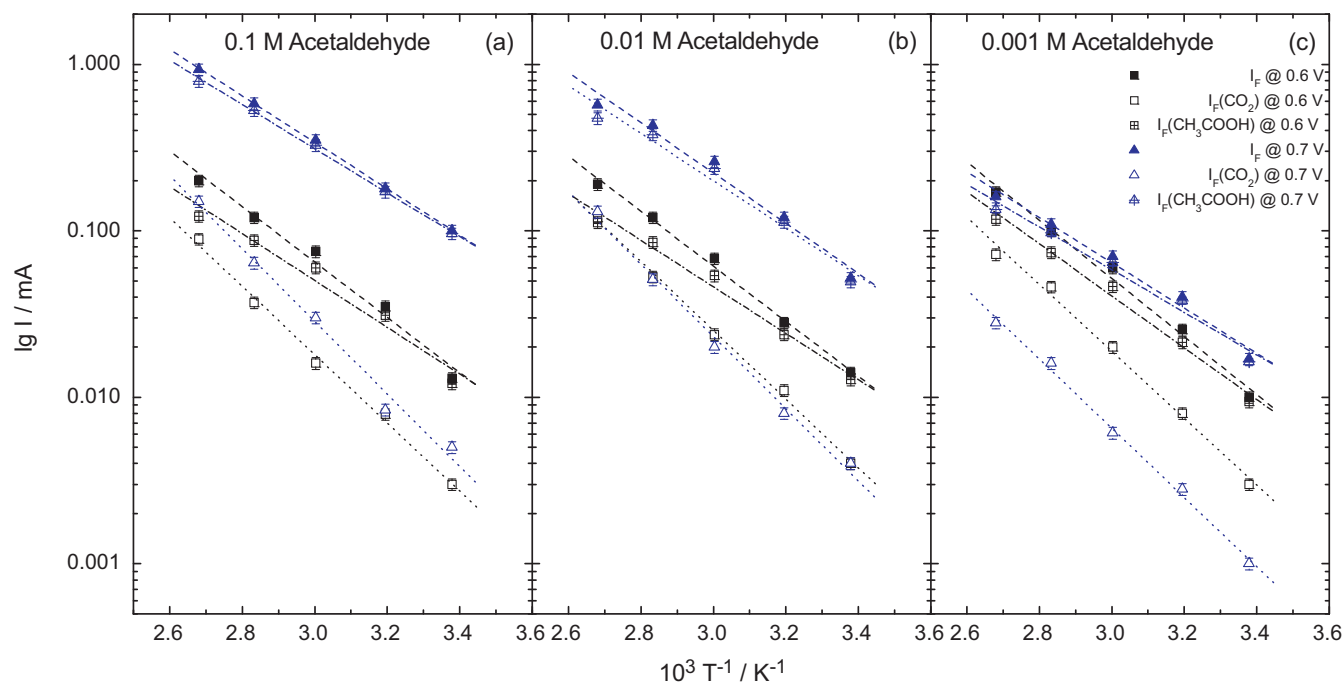 0.1 M Acetaldehyde (a)
0.01 M Acetaldehyde (b)
0.001 M Acetaldehyde (c)
I_F @ 0.6 V
I_F(CO₂) @ 0.6 V
I_F(CH₃COOH) @ 0.6 V
I_F @ 0.7 V
I_F(CO₂) @ 0.7 V
I_F(CH₃COOH) @ 0.7 V
1.000
0.100
0.010
0.001
lg I / mA
2.6 2.8 3.0 3.2 3.4 3.6
2.6 2.8 3.0 3.2 3.4 3.6
2.6 2.8 3.0 3.2 3.4 3.6
10³ T⁻¹ / K⁻¹